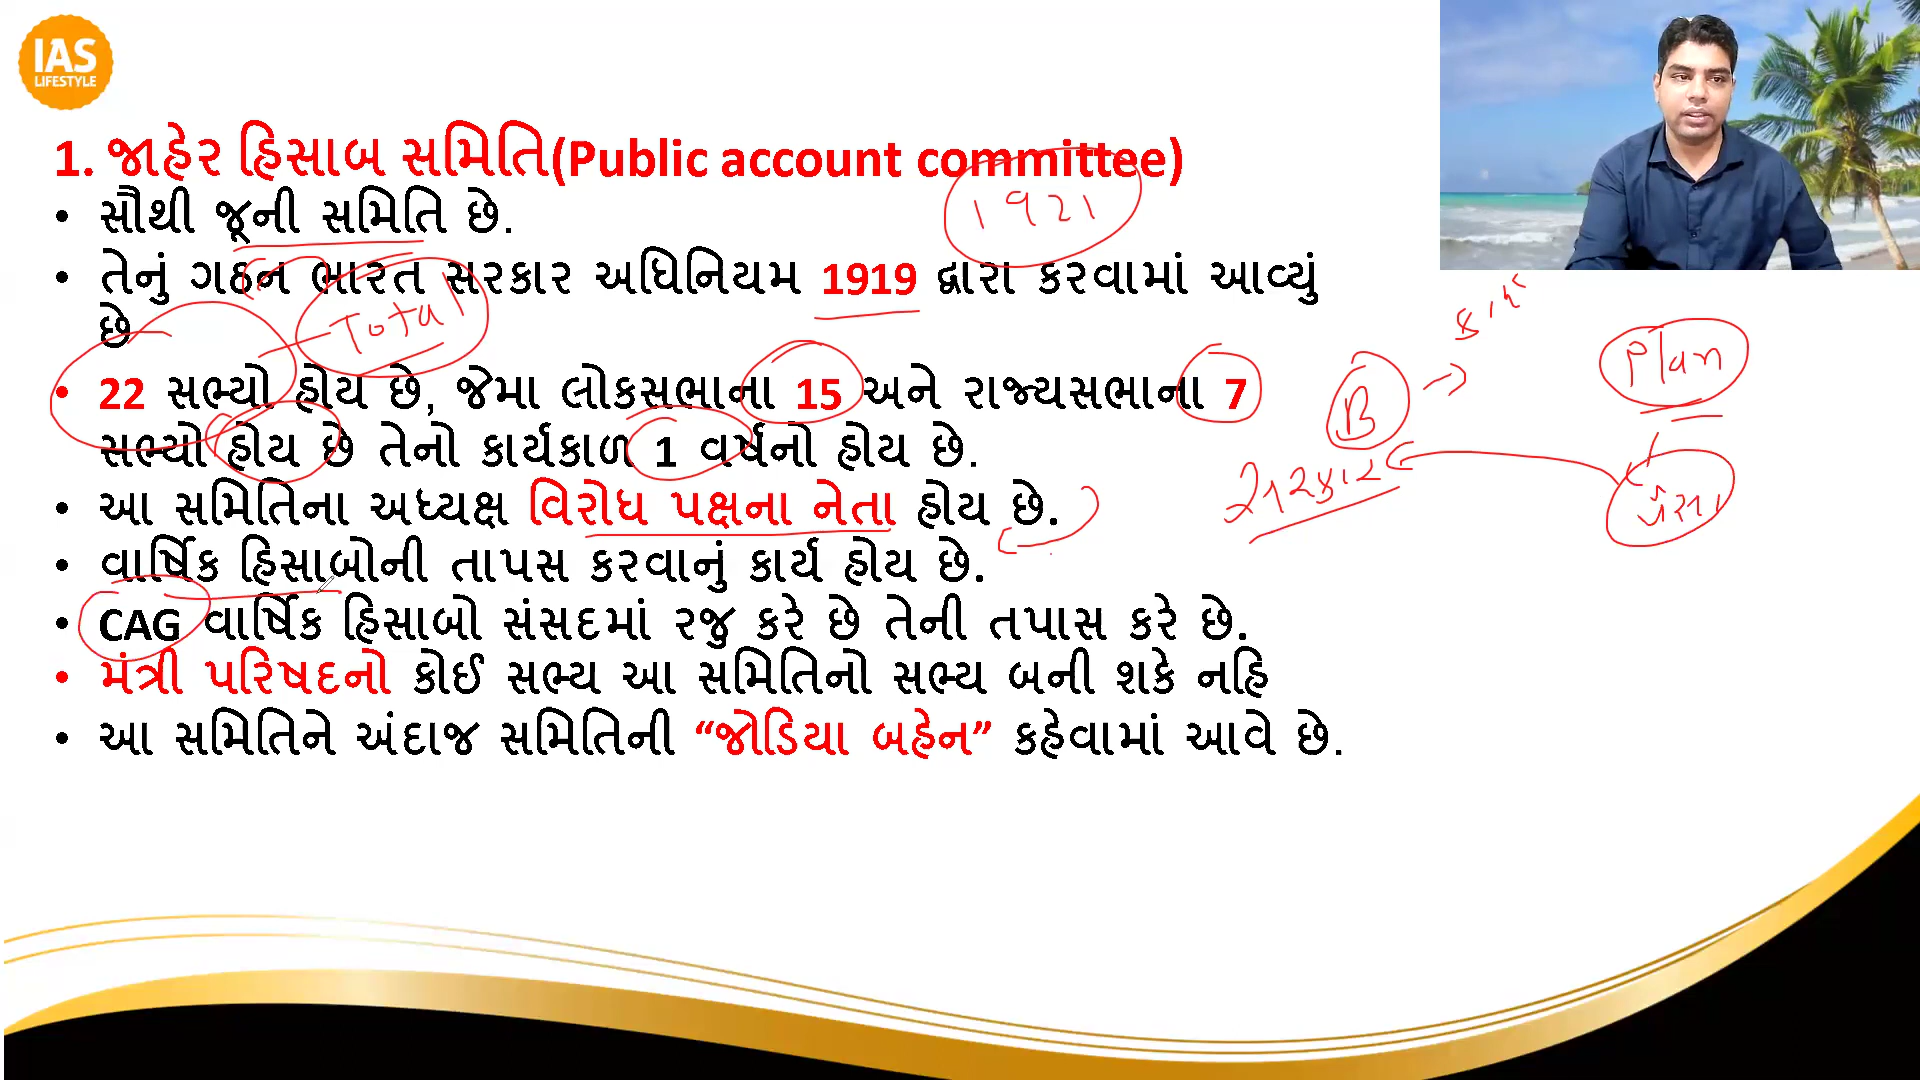 IAS
LIFESTYLE
1. જાહેર હિસાબ સમિતિ(Public account committee)
• સૌથી જૂની સમિતિ છે.
1921
• તેનું ગઠન ભારત સરકાર અધિનિયમ 1919 દ્વારા કરવામાં આવ્યું
છે
Total
Plan
• 22 સભ્યો હોય છે, જેમા લોકસભાના 15 અને રાજ્યસભાના 7
B
સભ્યો હોય છે તેનો કાર્યકાળ 1 વર્ષનો હોય છે.
સરકાર
પૈસા
• આ સમિતિના અધ્યક્ષ વિરોધ પક્ષના નેતા હોય છે.
• વાર્ષિક હિસાબોની તાપસ કરવાનું કાર્ય હોય છે.
• CAG વાર્ષિક હિસાબો સંસદમાં રજુ કરે છે તેની તપાસ કરે છે.
• મંત્રી પરિષદનો કોઈ સભ્ય આ સમિતિનો સભ્ય બની શકે નહિ
• આ સમિતિને અંદાજ સમિતિની “જોડિયા બહેન” કહેવામાં આવે છે.